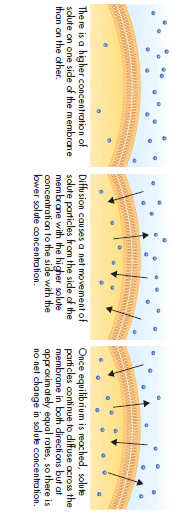 There is a higher concentration of
solute on one side of the membrane
than on the other.
Diffusion causes a net movement of
solute particles from the side of the
membrane with the higher solute
concentration to the side with the
lower solute concentration.
Once equilibrium is reached, solute
particles continue to diffuse across the
membrane in both directions but at
approximately equal rates, so there is
no net change in solute concentration.